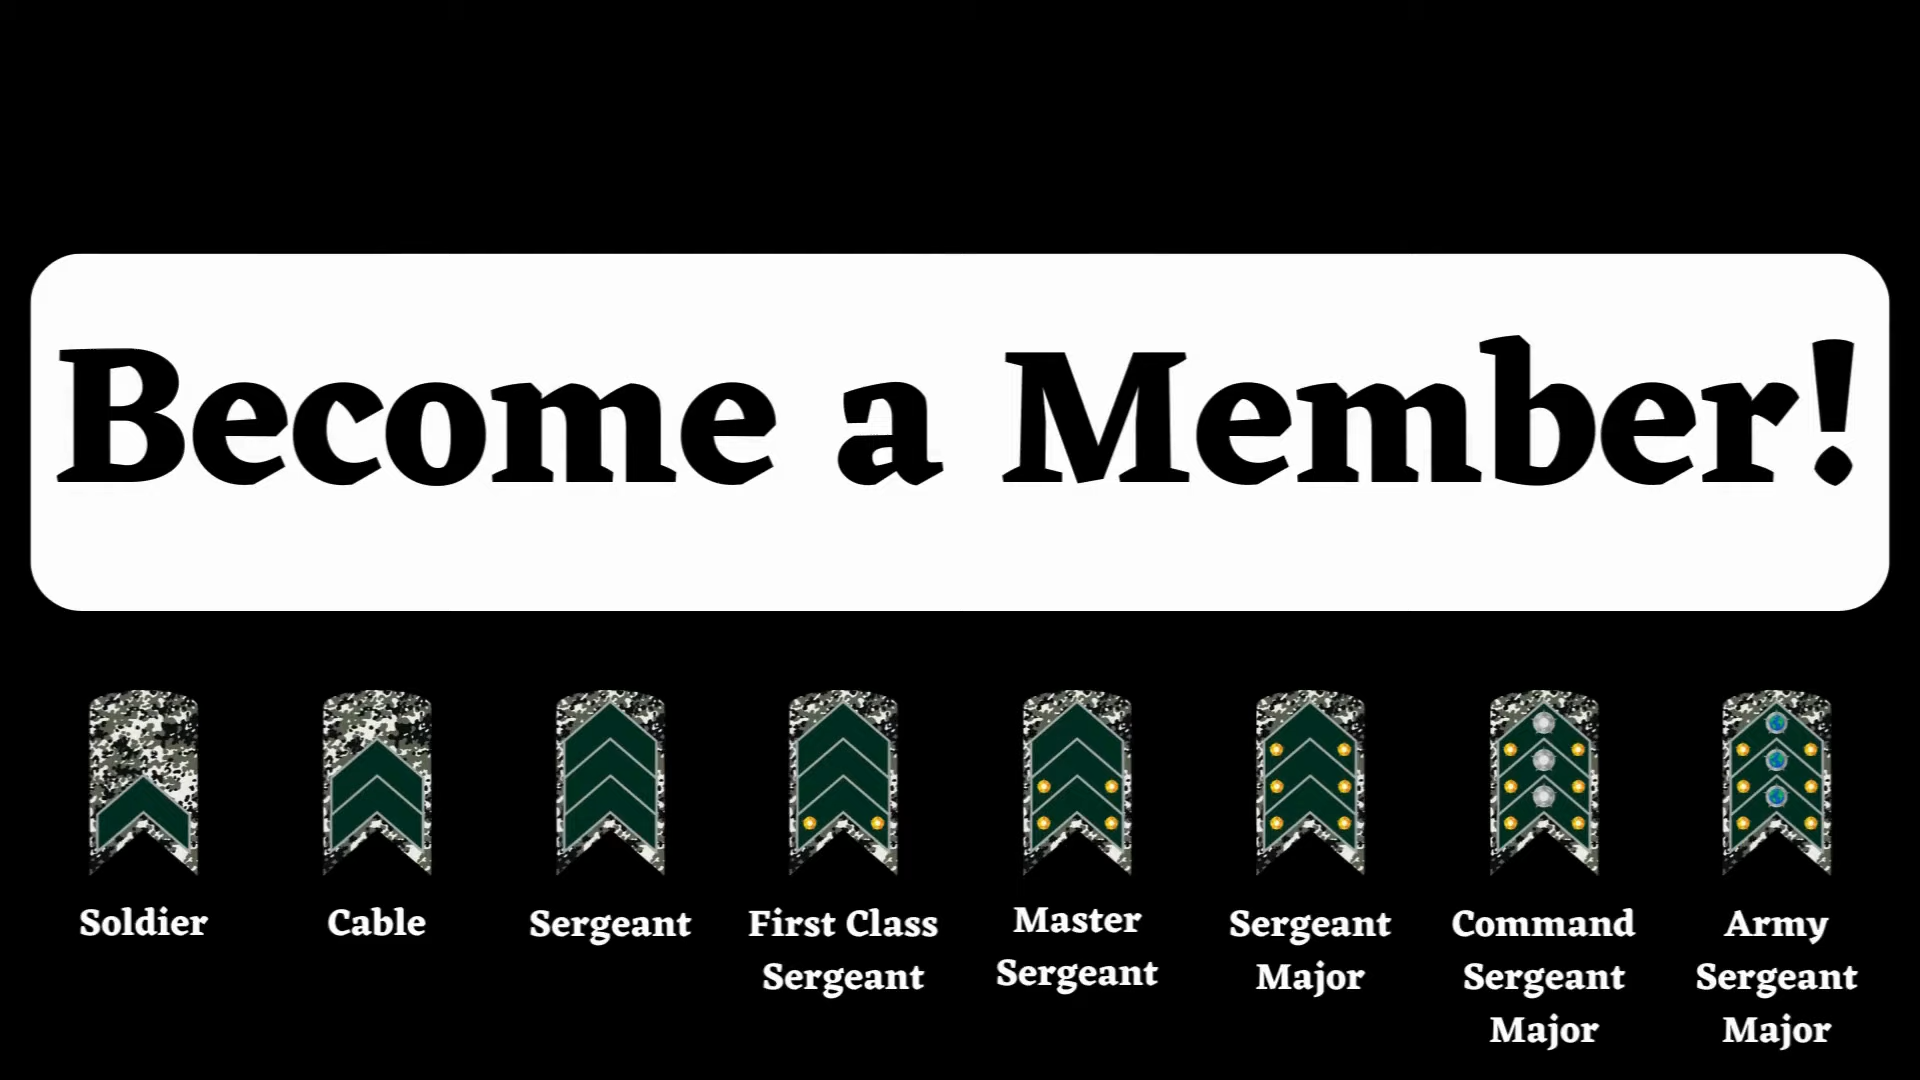 Become a Member!
Soldier
Cable
Sergeant
First Class
Sergeant
Master
Sergeant
Sergeant
Major
Command
Sergeant
Major
Army
Sergeant
Major